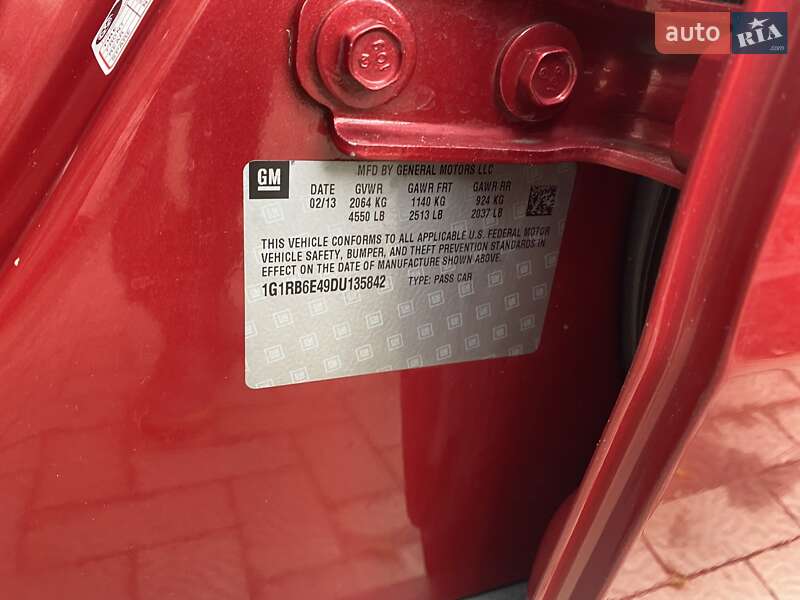 auto RIA .com
GM
MFD BY GENERAL MOTORS LLC
DATE GVWR GAWR FRT GAWR RR
02/13 2064 KG 1140 KG 924 KG
4550 LB 2513 LB 2037 LB
THIS VEHICLE CONFORMS TO ALL APPLICABLE U.S. FEDERAL MOTOR
VEHICLE SAFETY, BUMPER, AND THEFT PREVENTION STANDARDS IN
EFFECT ON THE DATE OF MANUFACTURE SHOWN ABOVE.
1G1RB6E49DU135842 TYPE: PASS CAR